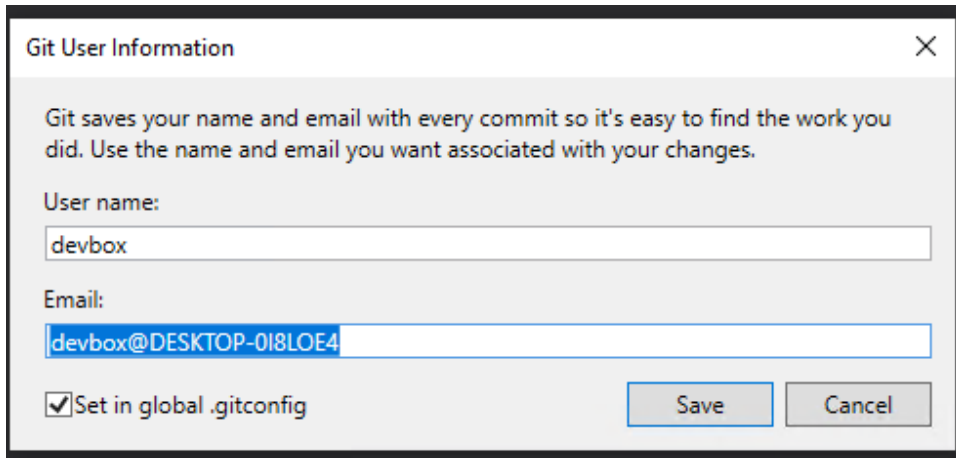 Git User Information
Git saves your name and email with every commit so it's easy to find the work you
did. Use the name and email you want associated with your changes.
User name:
devbox
Email:
devbox@DESKTOP-0I8LOE4
Set in global .gitconfig
Save
Cancel